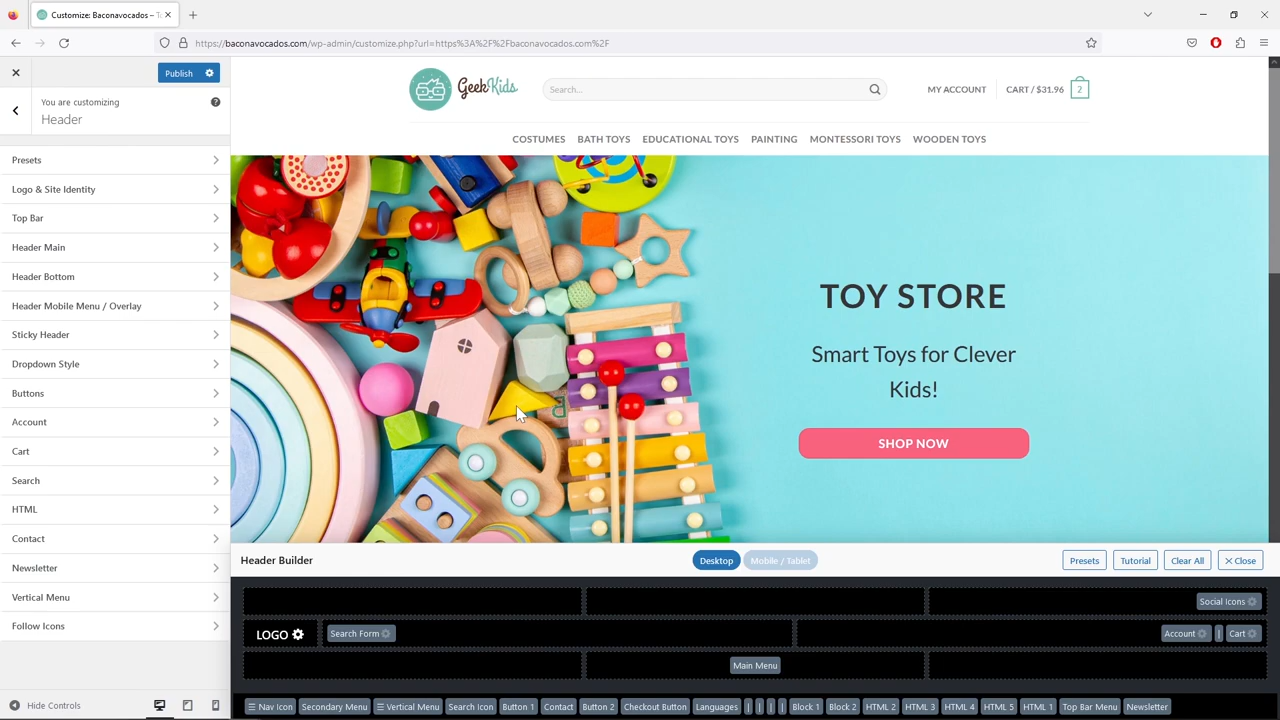 Customize: Baconavocados – To
https://baconavocados.com/wp-admin/customize.php?url=https%3A%2F%2Fbaconavocados.com%2F
Publish
You are customizing
Header
Presets
Logo & Site Identity
Top Bar
Header Main
Header Bottom
Header Mobile Menu / Overlay
Sticky Header
Dropdown Style
Buttons
Account
Cart
Search
HTML
Contact
Newsletter
Vertical Menu
Follow Icons
Hide Controls
GeekKids
Search...
MY ACCOUNT
CART / $31.96
2
COSTUMES BATH TOYS EDUCATIONAL TOYS PAINTING MONTESSORI TOYS WOODEN TOYS
TOY STORE
Smart Toys for Clever
Kids!
SHOP NOW
Header Builder
Desktop
Mobile / Tablet
Presets
Tutorial
Clear All
Close
Social Icons
LOGO
Search Form
Account
|
Cart
Main Menu
☰ Nav Icon Secondary Menu ☰ Vertical Menu Search Icon Button 1 Contact Button 2 Checkout Button Languages | | | | Block 1 Block 2 HTML 2 HTML 3 HTML 4 HTML 5 HTML 1 Top Bar Menu Newsletter